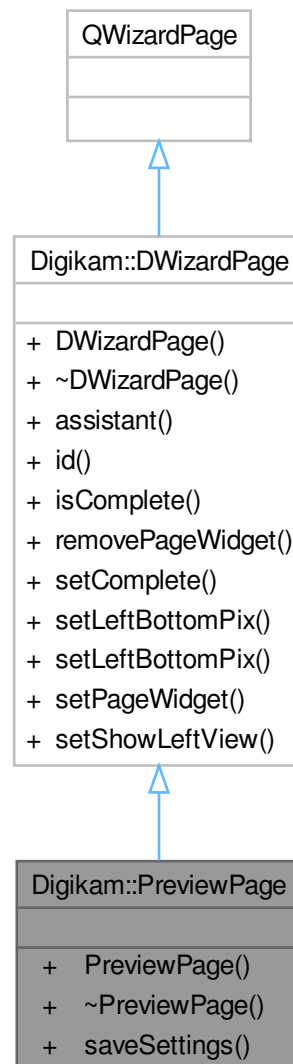 QWizardPage
Digikam::DWizardPage
+ DWizardPage()
+ ~DWizardPage()
+ assistant()
+ id()
+ isComplete()
+ removePageWidget()
+ setComplete()
+ setLeftBottomPix()
+ setLeftBottomPix()
+ setPageWidget()
+ setShowLeftView()
Digikam::PreviewPage
+ PreviewPage()
+ ~PreviewPage()
+ saveSettings()